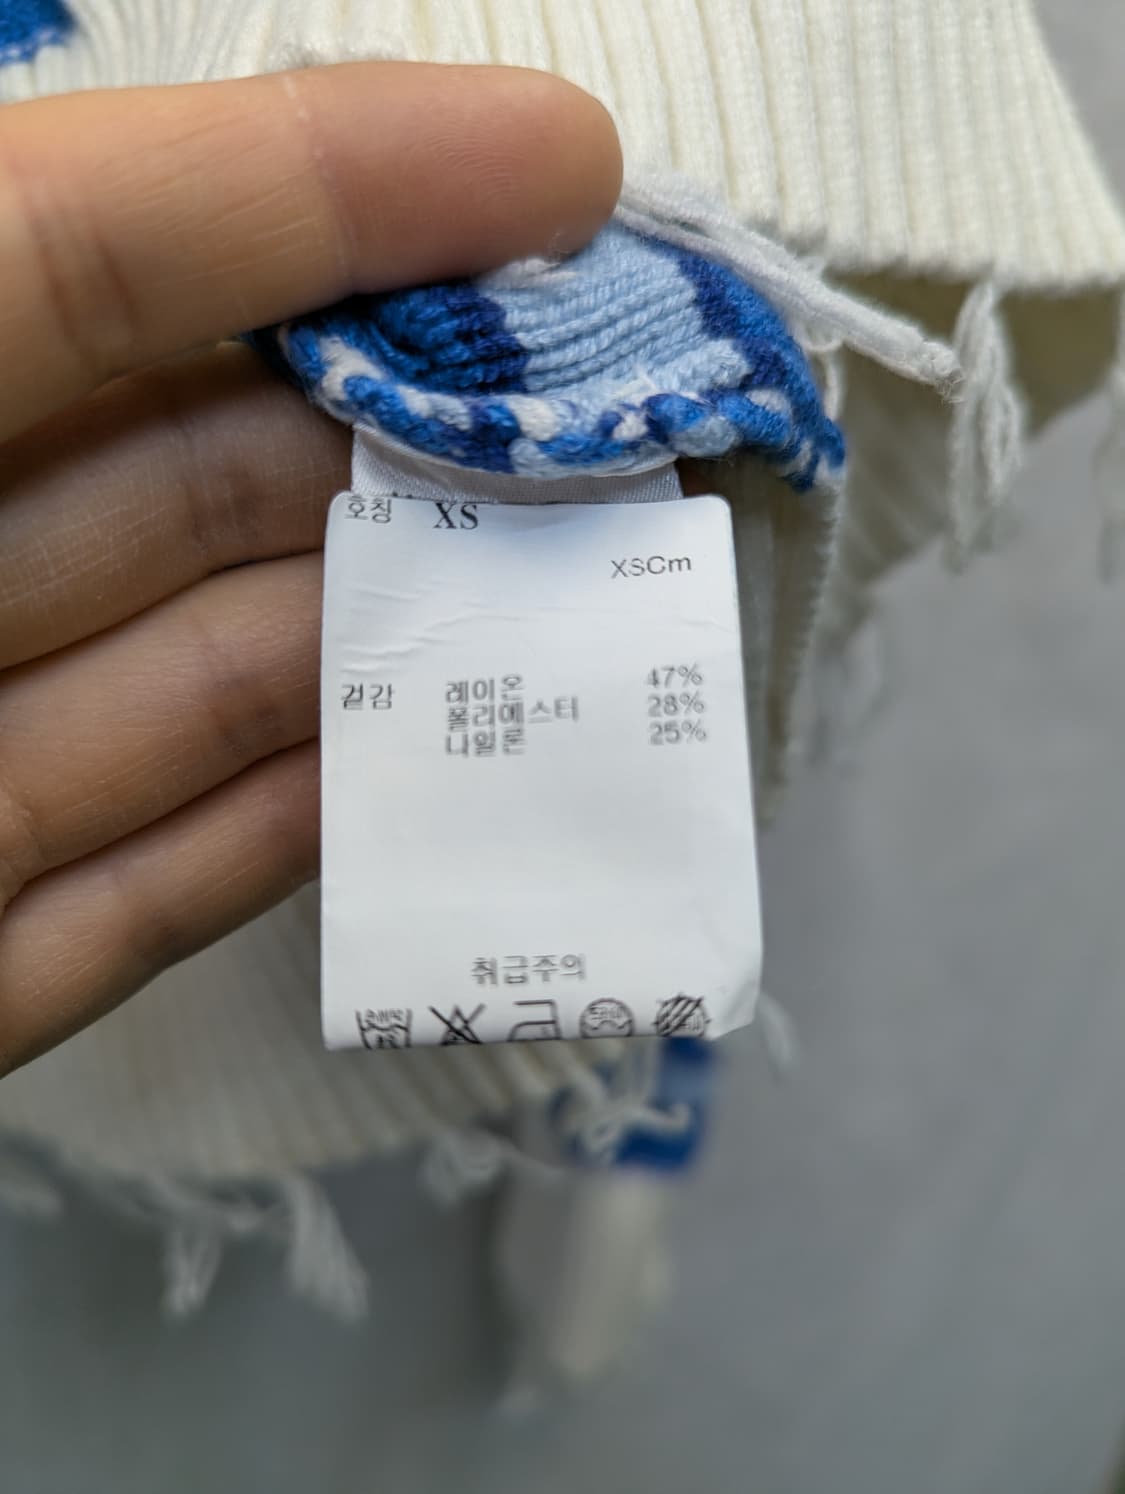 호칭 XS
XSCm
겉감 레이온 47%
폴리에스터 28%
나일론 25%
취급주의